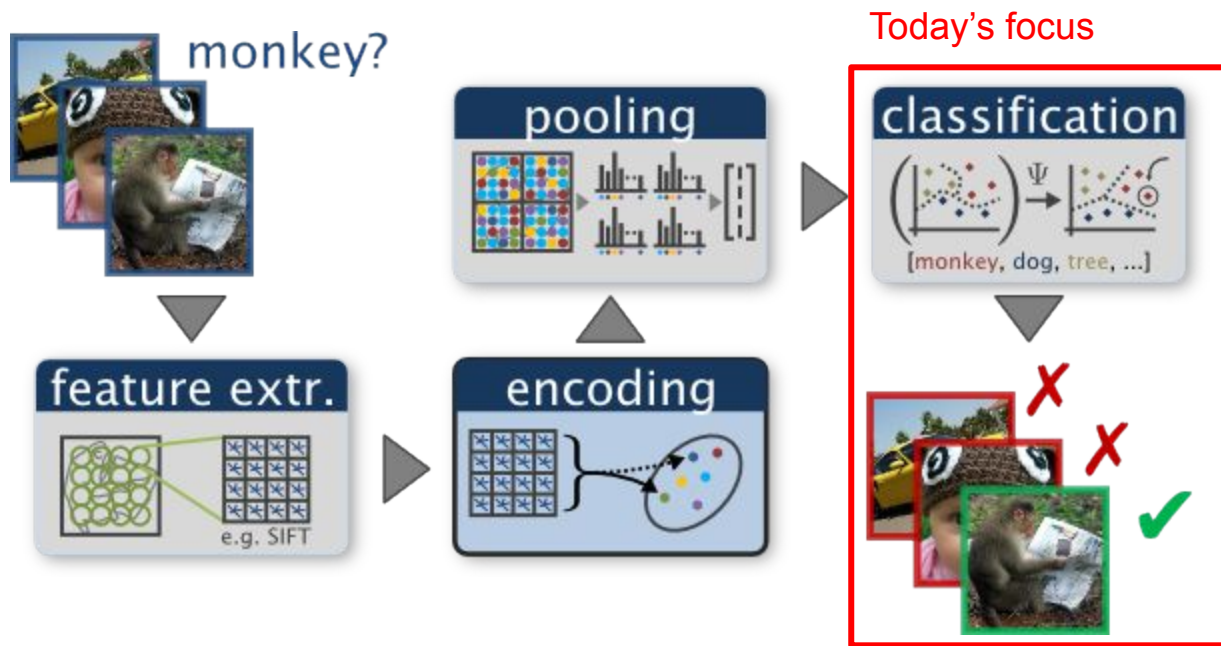 Today's focus
monkey?
pooling
classification
Ψ
[monkey, dog, tree, ...]
feature extr.
e.g. SIFT
encoding